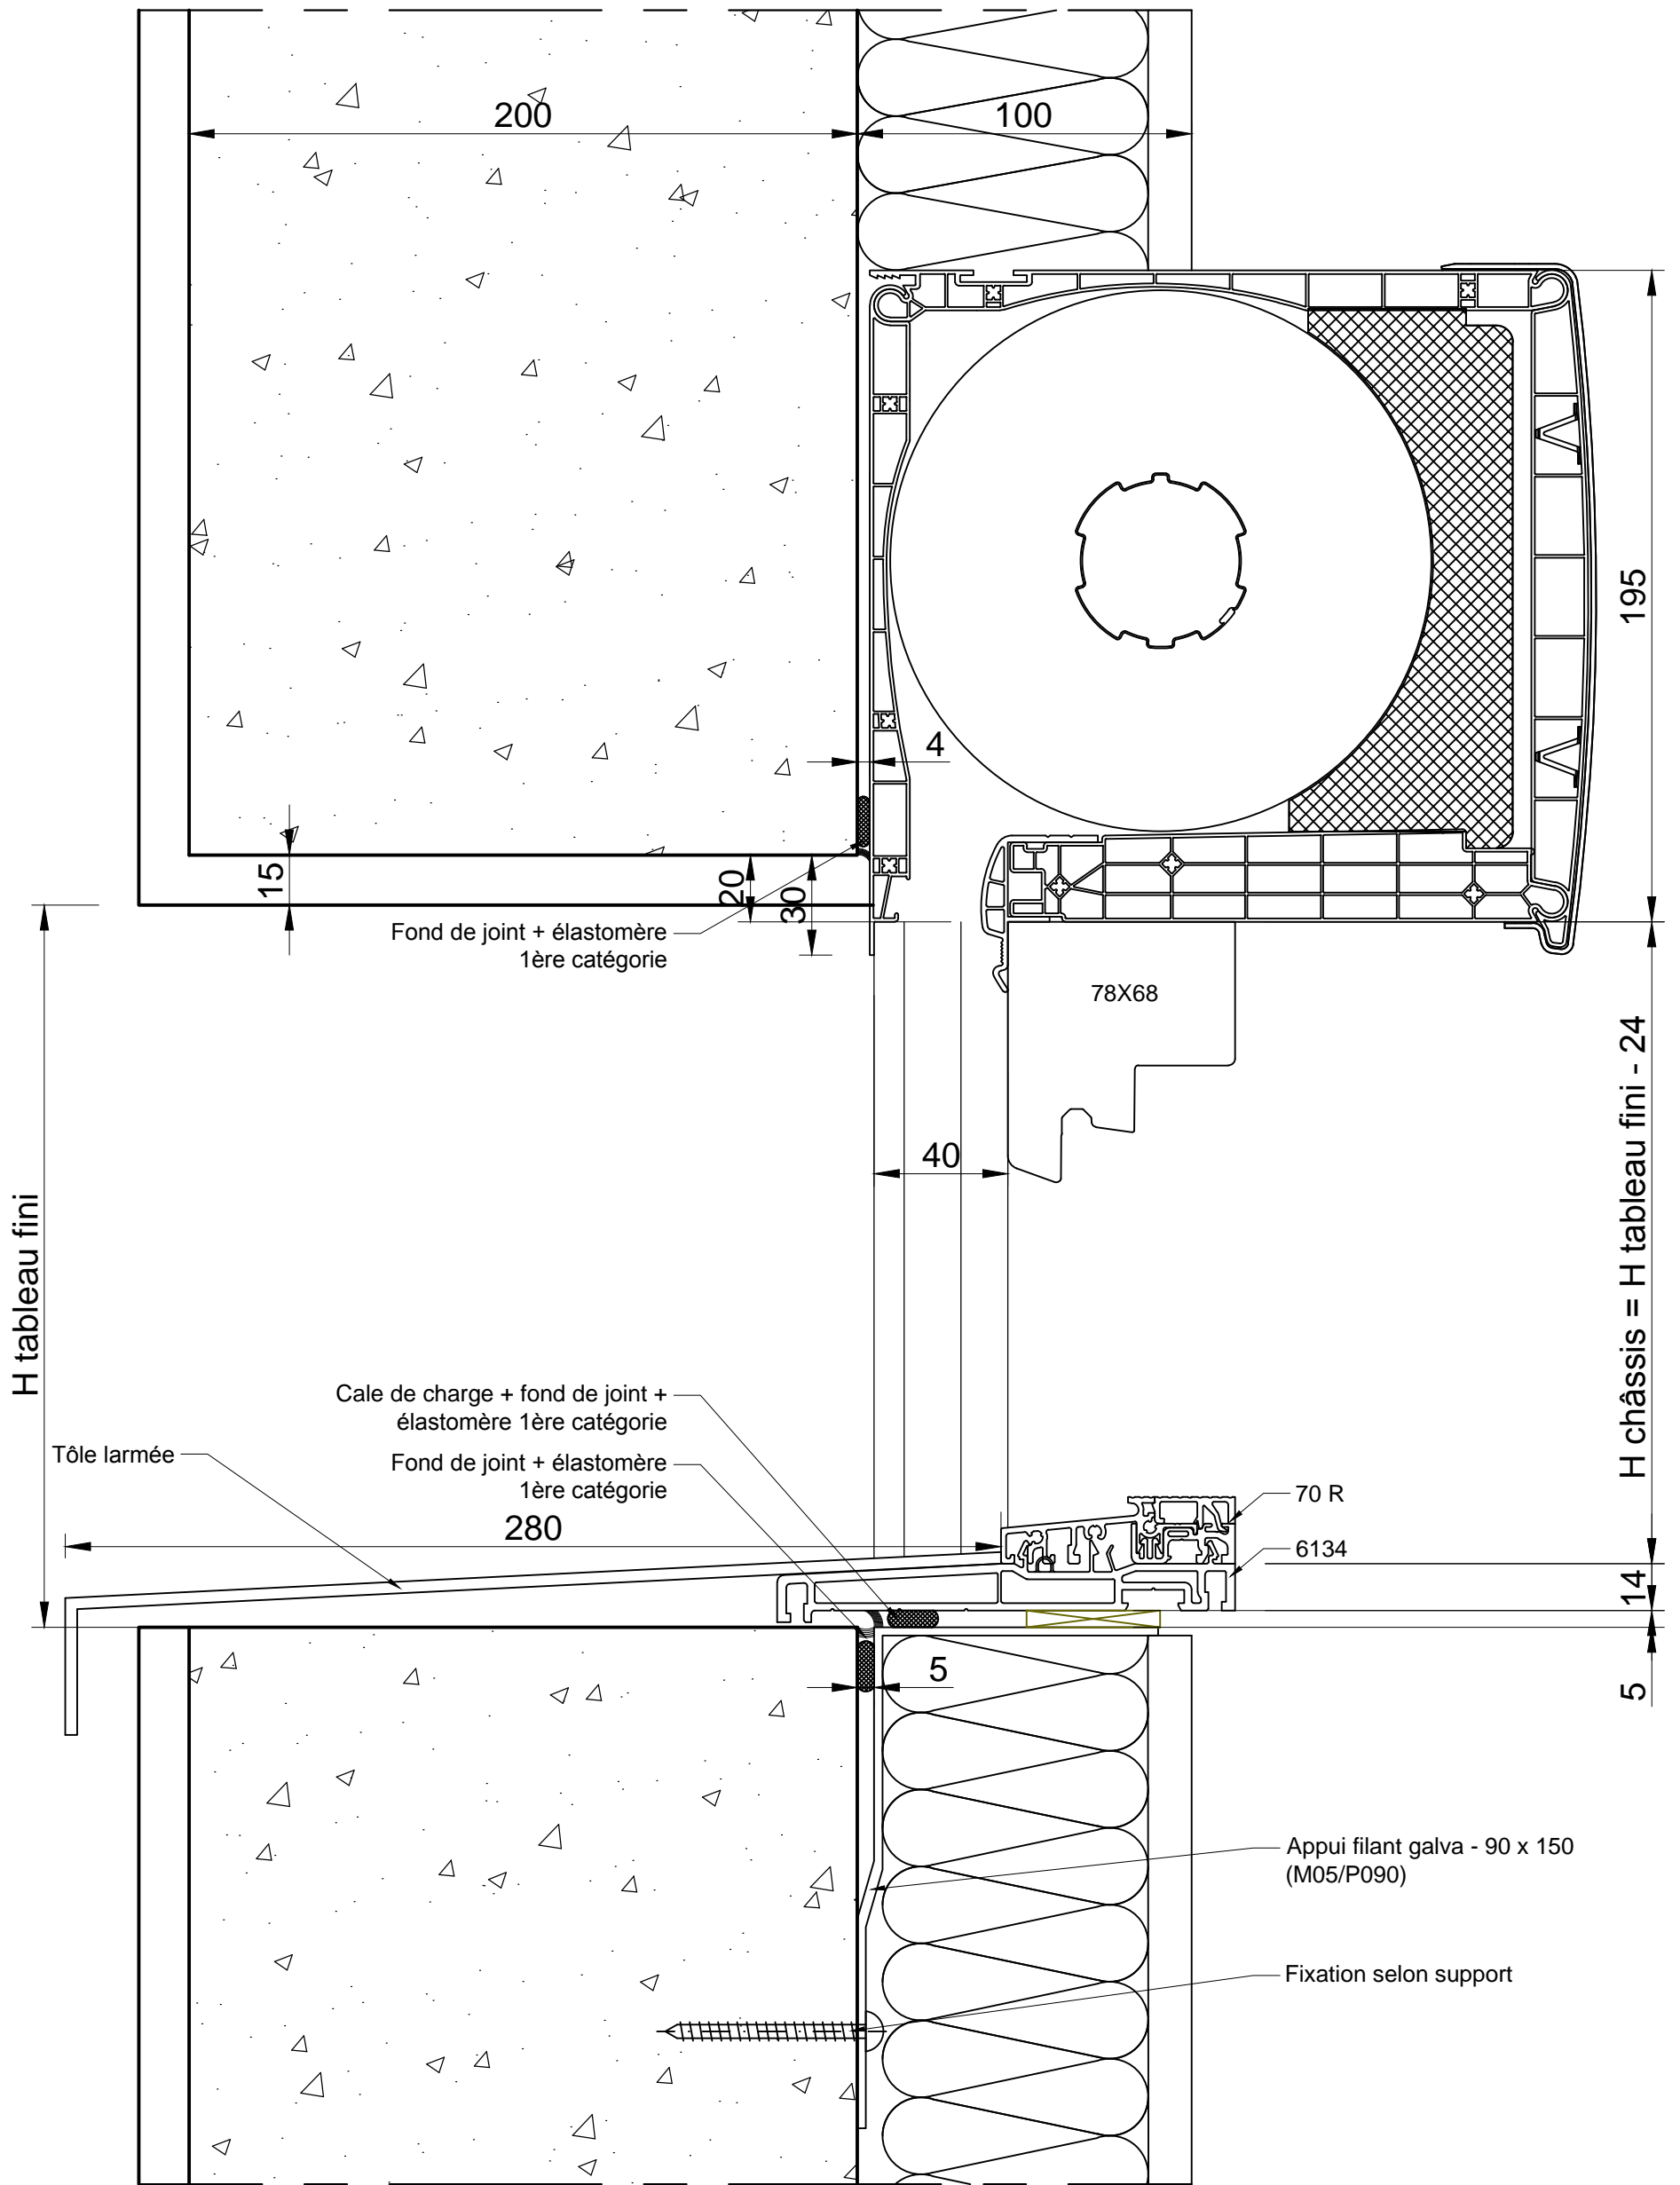 200
100
195
4
15
20
30
Fond de joint + élastomère
1ère catégorie
78X68
40
H tableau fini
H châssis = H tableau fini - 24
Cale de charge + fond de joint +
élastomère 1ère catégorie
Tôle larmée
Fond de joint + élastomère
1ère catégorie
280
70 R
6134
14
5
5
Appui filant galva - 90 x 150
(M05/P090)
Fixation selon support